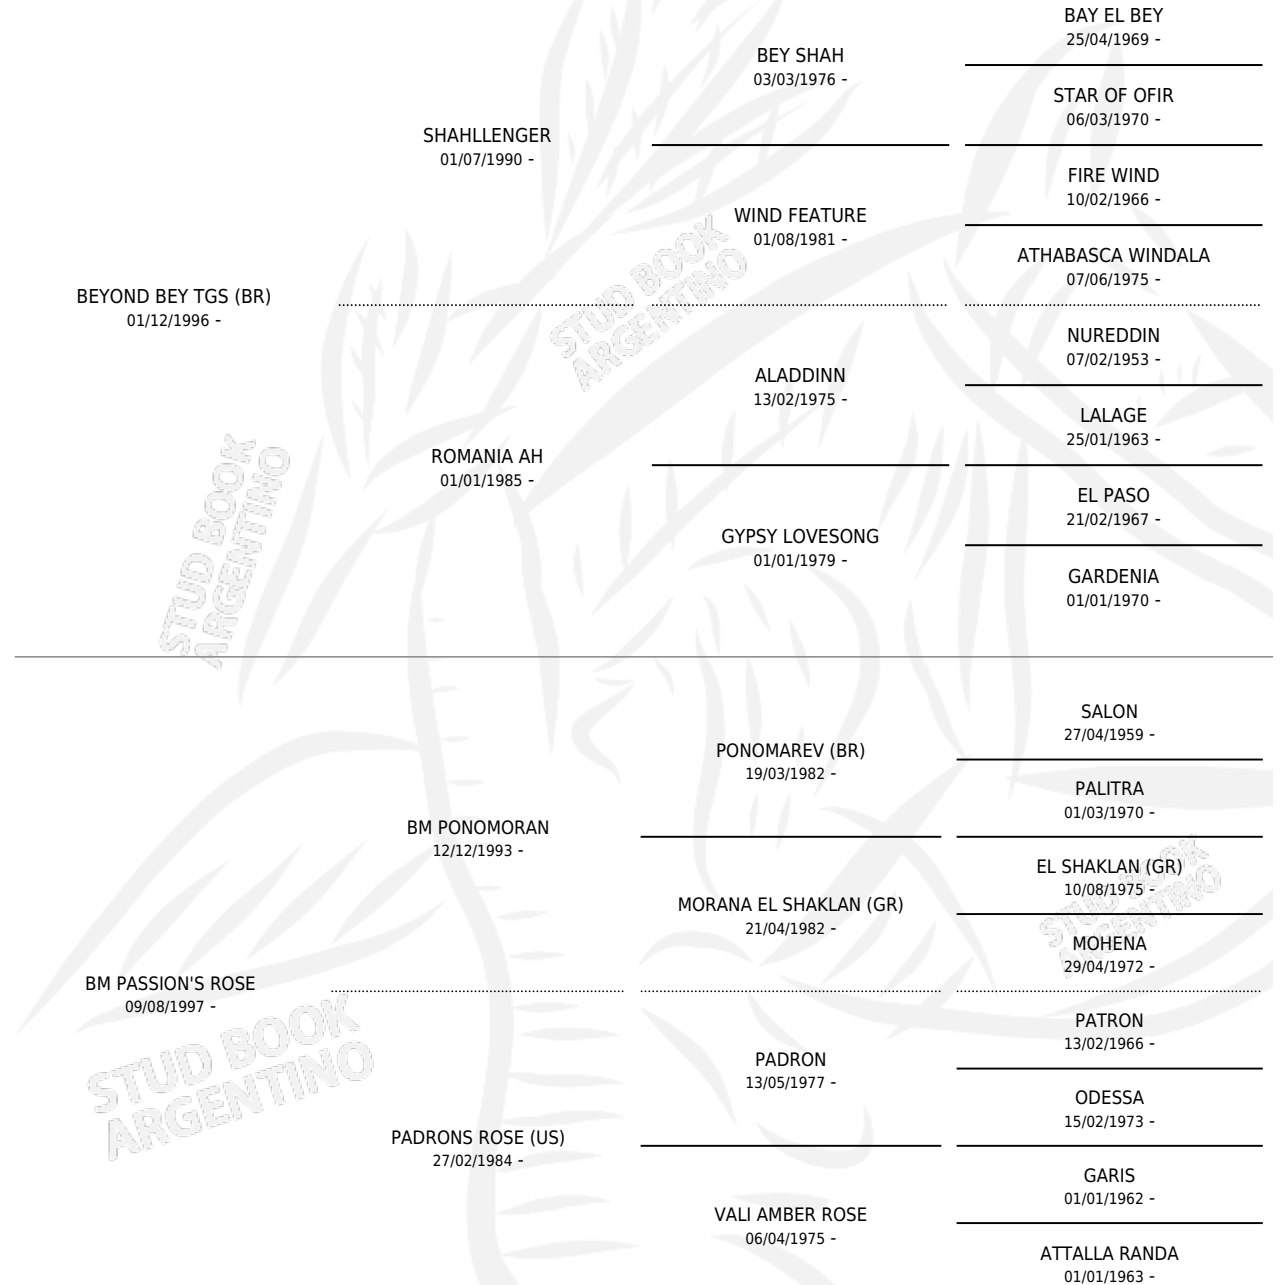 BAY EL BEY
25/04/1969 -
BEY SHAH
03/03/1976 -
STAR OF OFIR
06/03/1970 -
SHAHLLENGER
01/07/1990 -
FIRE WIND
10/02/1966 -
WIND FEATURE
01/08/1981 -
ATHABASCA WINDALA
07/06/1975 -
BEYOND BEY TGS (BR)
01/12/1996 -
NUREDDIN
07/02/1953 -
ALADDINN
13/02/1975 -
LALAGE
25/01/1963 -
ROMANIA AH
01/01/1985 -
EL PASO
21/02/1967 -
GYPSY LOVESONG
01/01/1979 -
GARDENIA
01/01/1970 -
SALON
27/04/1959 -
PONOMAREV (BR)
19/03/1982 -
PALITRA
01/03/1970 -
BM PONOMORAN
12/12/1993 -
EL SHAKLAN (GR)
10/08/1975 -
MORANA EL SHAKLAN (GR)
21/04/1982 -
MOHENA
29/04/1972 -
BM PASSION'S ROSE
09/08/1997 -
PATRON
13/02/1966 -
PADRON
13/05/1977 -
ODESSA
15/02/1973 -
PADRONS ROSE (US)
27/02/1984 -
GARIS
01/01/1962 -
VALI AMBER ROSE
06/04/1975 -
ATTALLA RANDA
01/01/1963 -
STUD BOOK
ARGENTINO
STUD BOOK
ARGENTINO
STUD BOOK
ARGENTINO
STUD BOOK
ARGENTINO